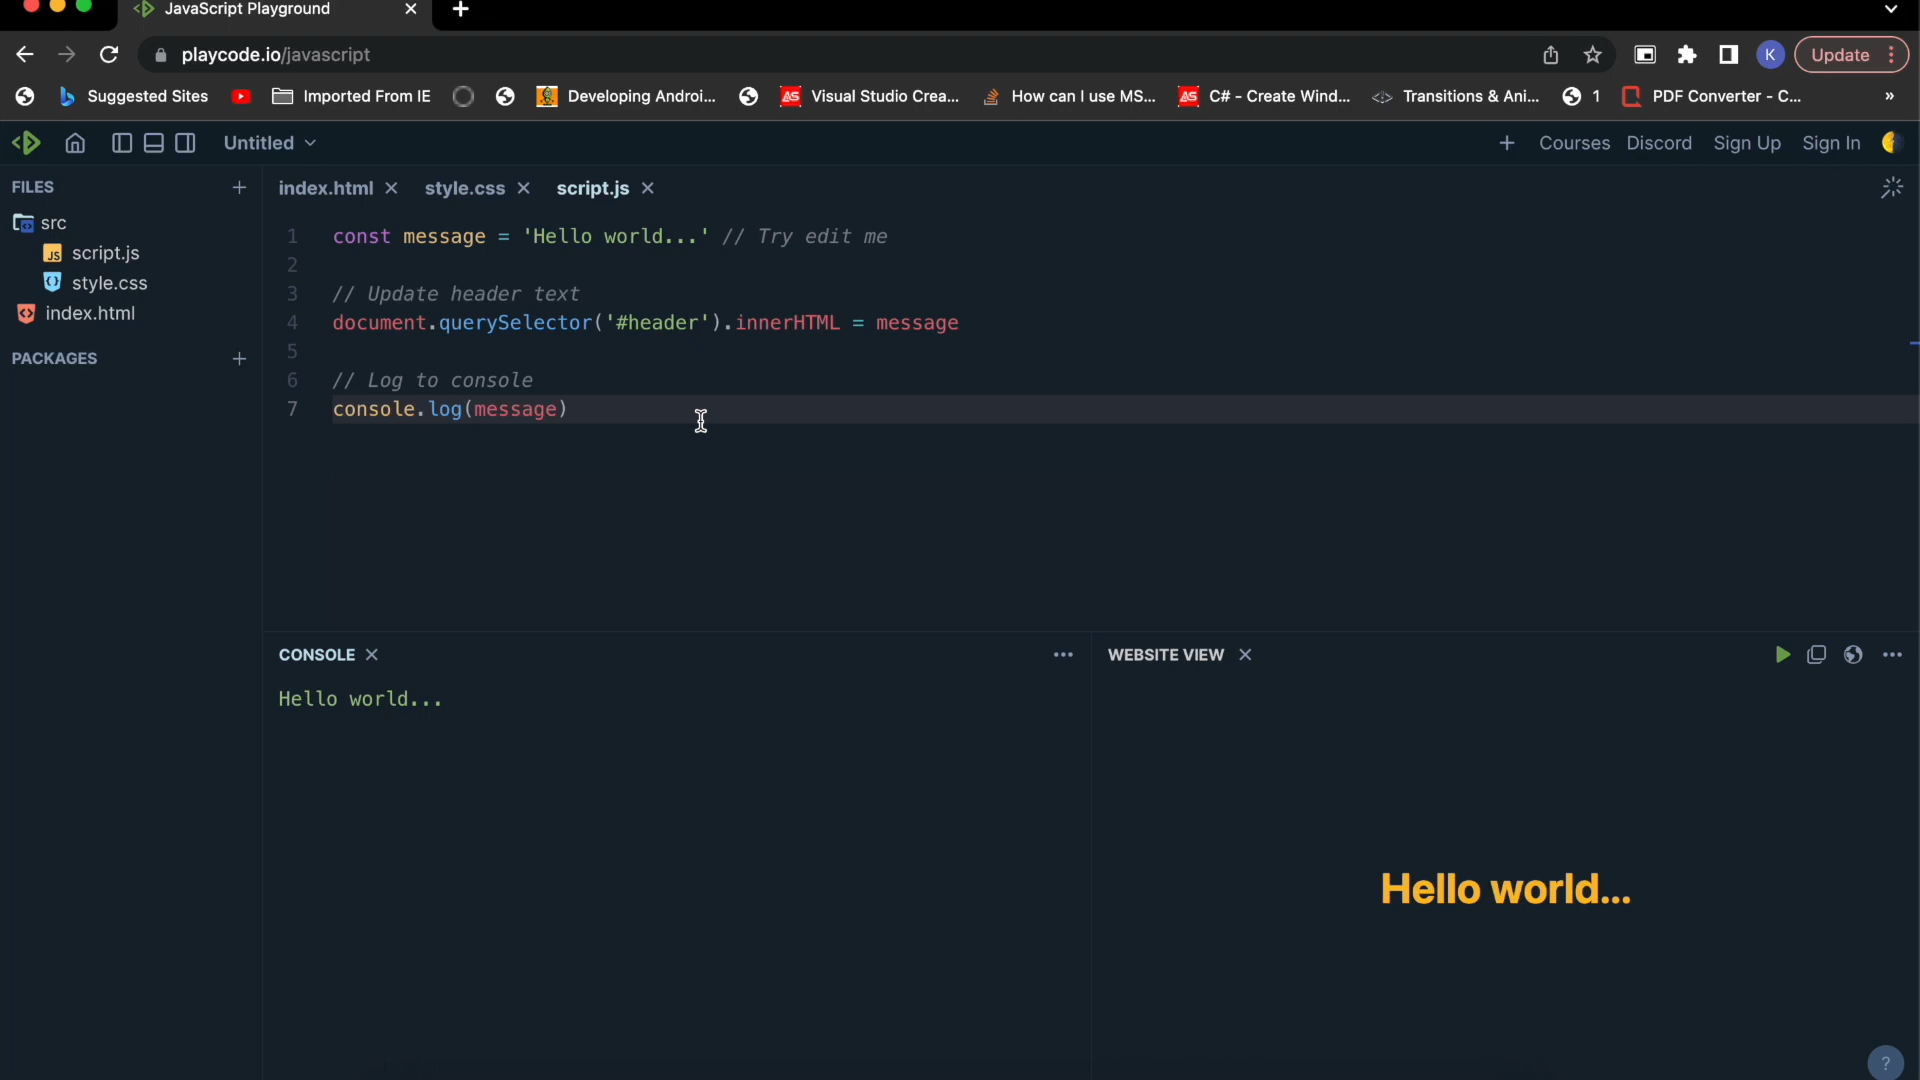 JavaScript Playground
playcode.io/javascript
K
Update
Suggested Sites
Imported From IE
Developing Androi...
AS
Visual Studio Crea...
How can I use MS...
AS
C# - Create Wind...
Transitions & Ani...
1
PDF Converter - C...
»
Untitled
Courses
Discord
Sign Up
Sign In
FILES
src
JS script.js
style.css
index.html
PACKAGES
index.html
style.css
script.js
1 const message = 'Hello world...' // Try edit me
2
3 // Update header text
4 document.querySelector('#header').innerHTML = message
5
6 // Log to console
7 console.log(message)
CONSOLE
Hello world...
WEBSITE VIEW
Hello world...
?